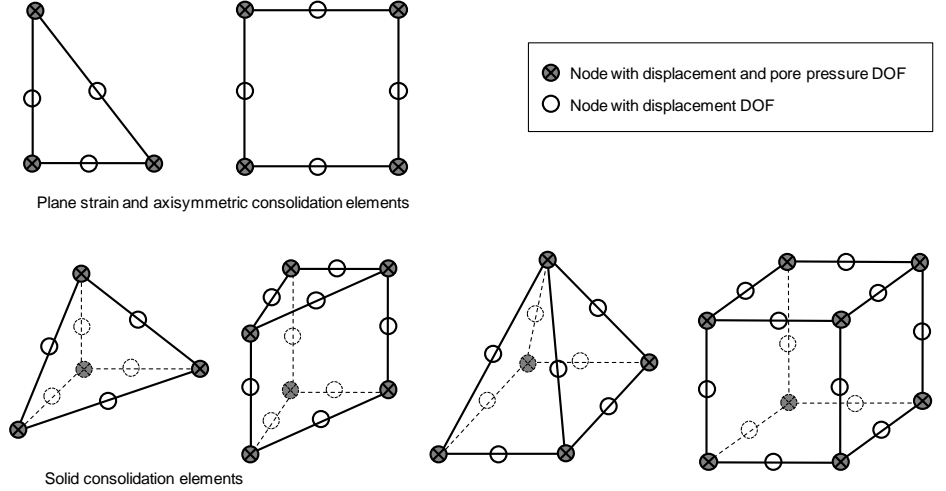 Node with displacement and pore pressure DOF
Node with displacement DOF
Plane strain and axisymmetric consolidation elements
Solid consolidation elements